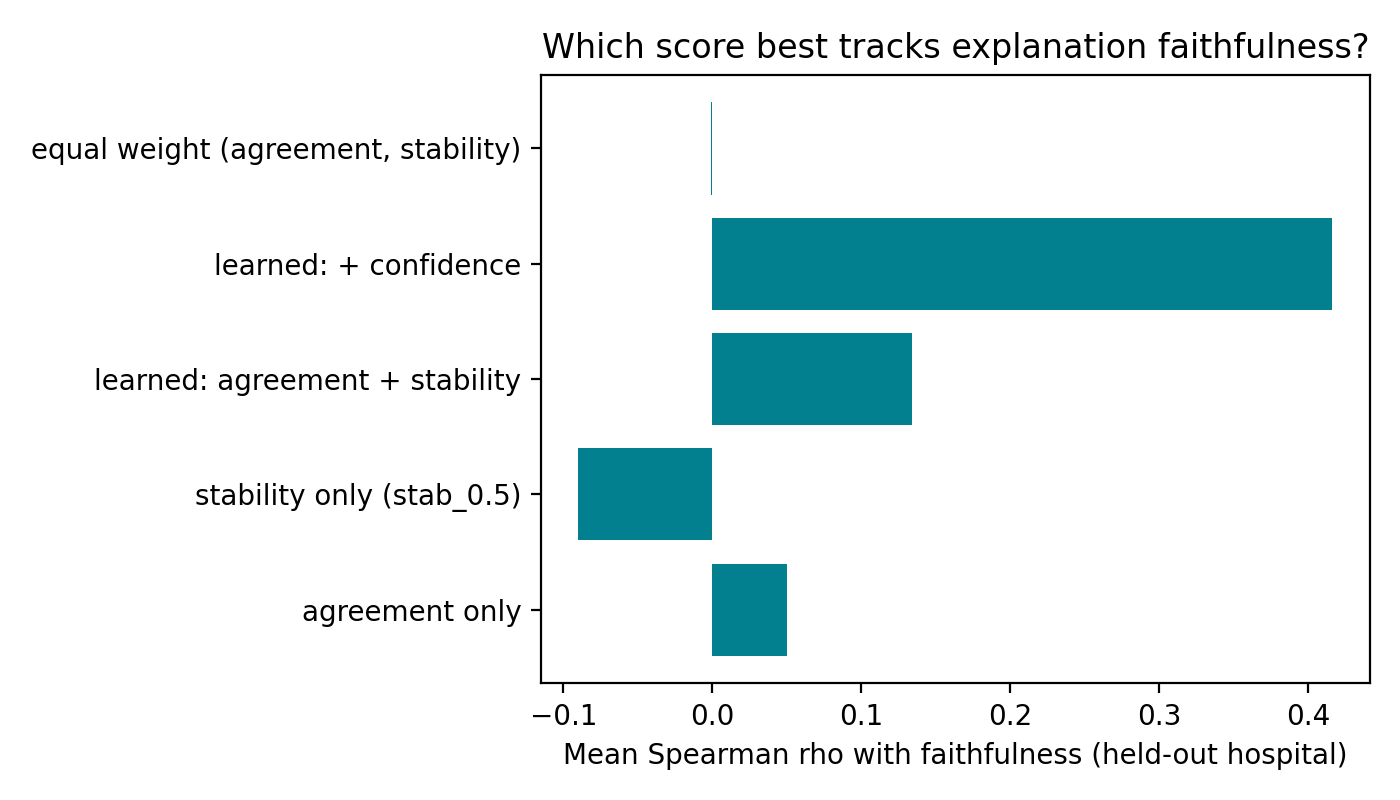 Which score best tracks explanation faithfulness?
equal weight (agreement, stability)
learned: + confidence
learned: agreement + stability
stability only (stab_0.5)
agreement only
−0.1 0.0 0.1 0.2 0.3 0.4
Mean Spearman rho with faithfulness (held-out hospital)